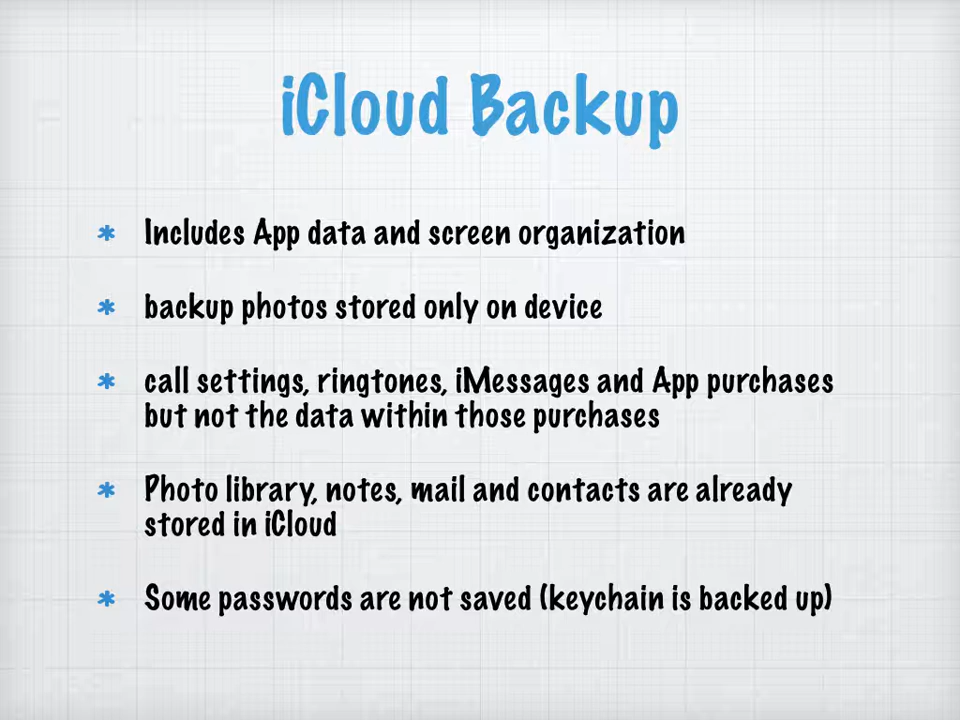 iCloud Backup
Includes App data and screen organization
backup photos stored only on device
call settings, ringtones, iMessages and App purchases
but not the data within those purchases
Photo library, notes, mail and contacts are already
stored in iCloud
Some passwords are not saved (keychain is backed up)